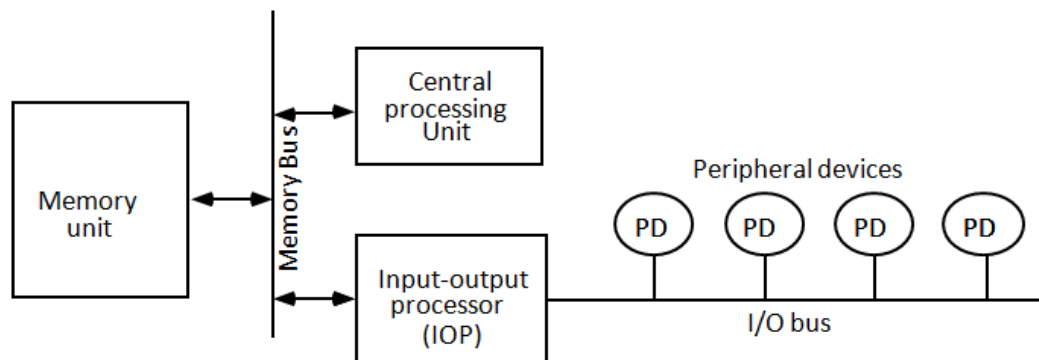 Memory
unit
Memory Bus
Central
processing
Unit
Input-output
processor
(IOP)
Peripheral devices
PD
PD
PD
PD
I/O bus